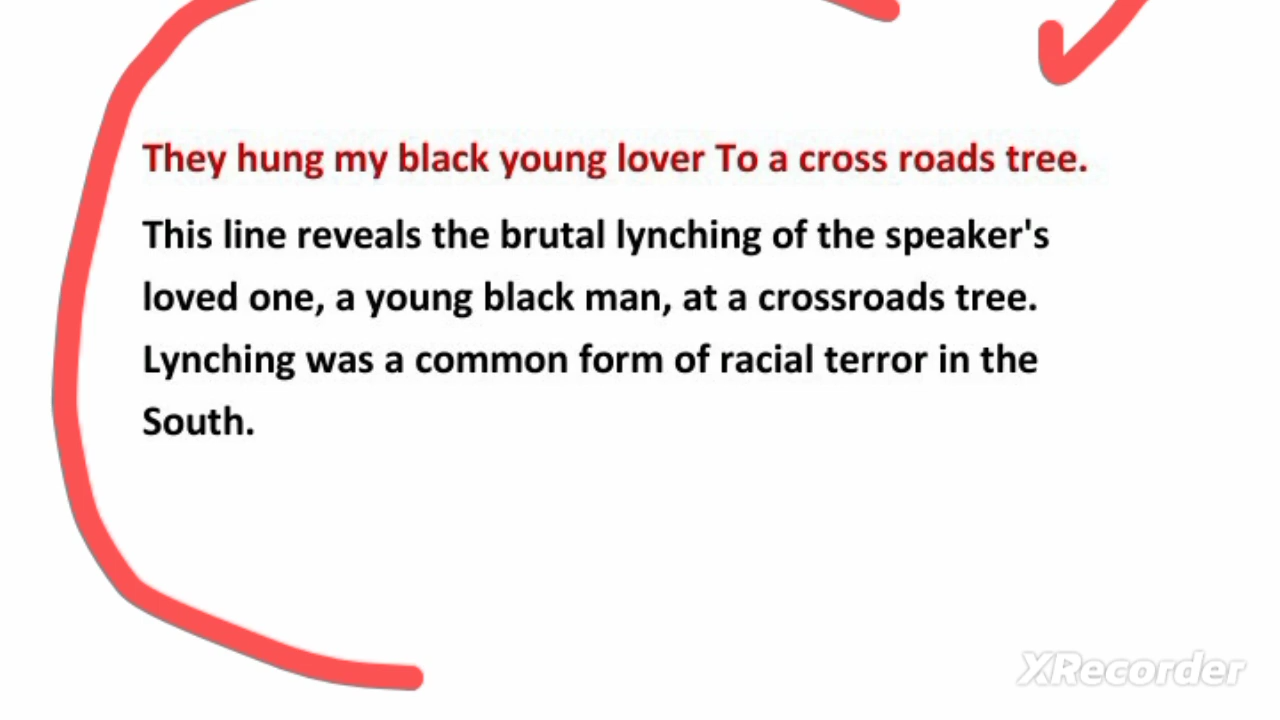 They hung my black young lover To a cross roads tree.
This line reveals the brutal lynching of the speaker's
loved one, a young black man, at a crossroads tree.
Lynching was a common form of racial terror in the
South.
XRecorder